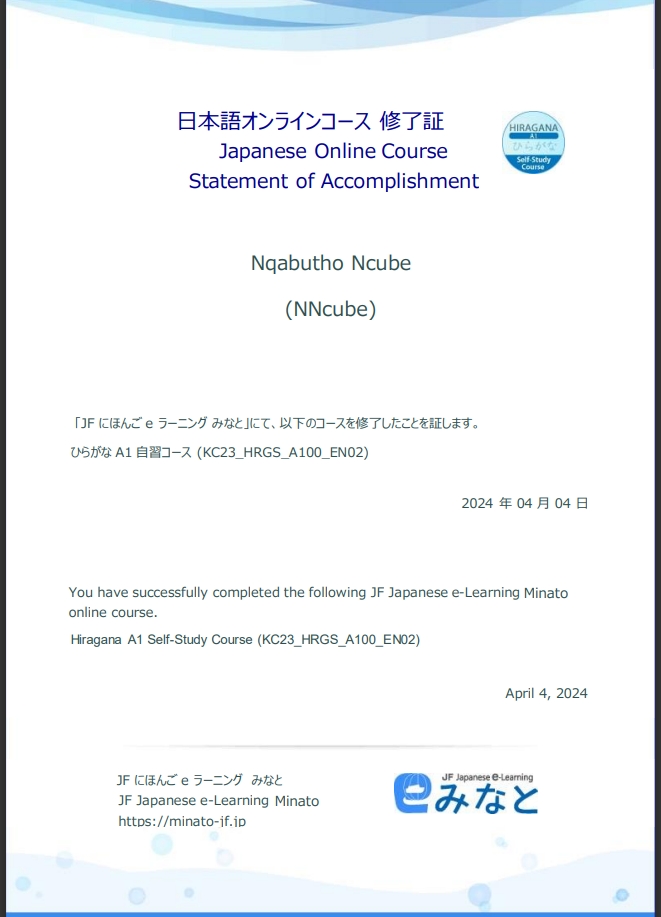 日本語オンラインコース 修了証
Japanese Online Course
Statement of Accomplishment
HIRAGANA
A1
ひらがな
Self-Study
Course
Nqabutho Ncube
(NNcube)
「JF にほんご e ラーニング みなと」にて、以下のコースを修了したことを証します。
ひらがな A1 自習コース (KC23_HRGS_A100_EN02)
2024 年 04 月 04 日
You have successfully completed the following JF Japanese e-Learning Minato
online course.
Hiragana A1 Self-Study Course (KC23_HRGS_A100_EN02)
April 4, 2024
JF にほんご e ラーニング みなと
JF Japanese e-Learning Minato
https://minato-jf.jp
JF Japanese e-Learning
みなと